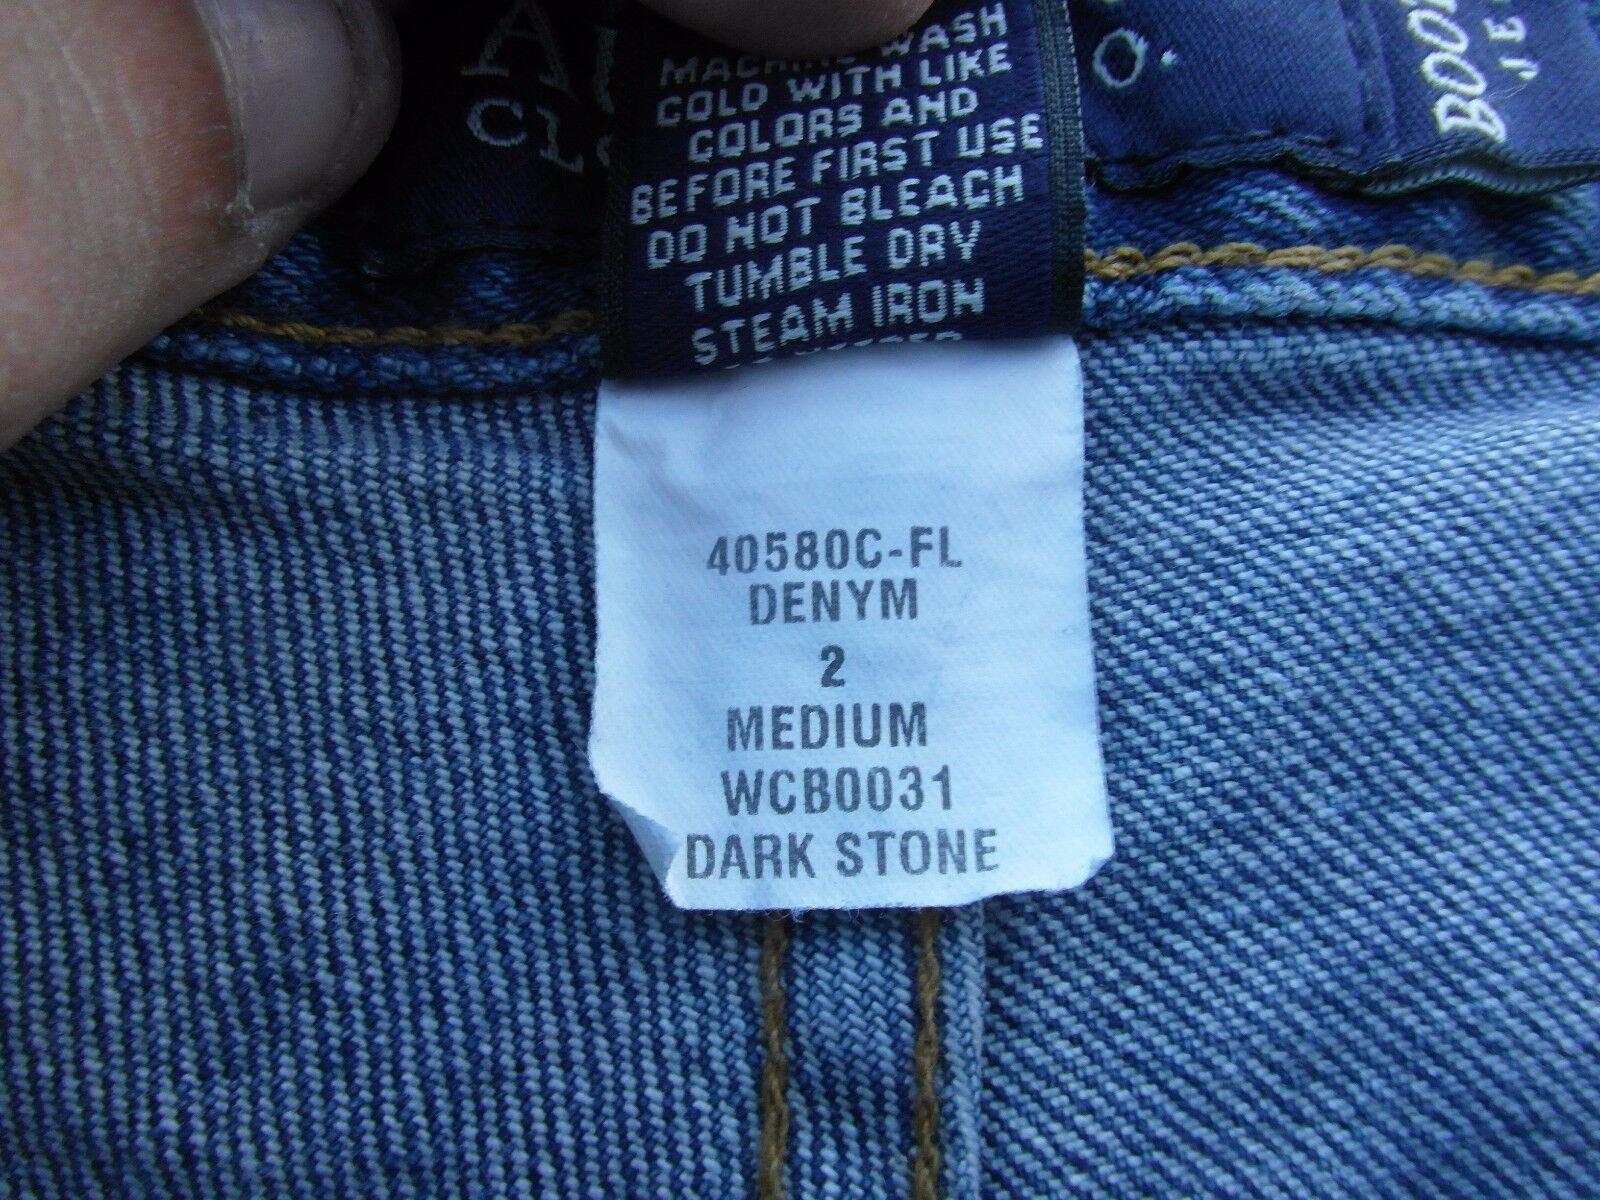 MACHINE WASH
COLD WITH LIKE
COLORS AND
BEFORE FIRST USE
DO NOT BLEACH
TUMBLE DRY
STEAM IRON
40580C-FL
DENYM
2
MEDIUM
WCB0031
DARK STONE